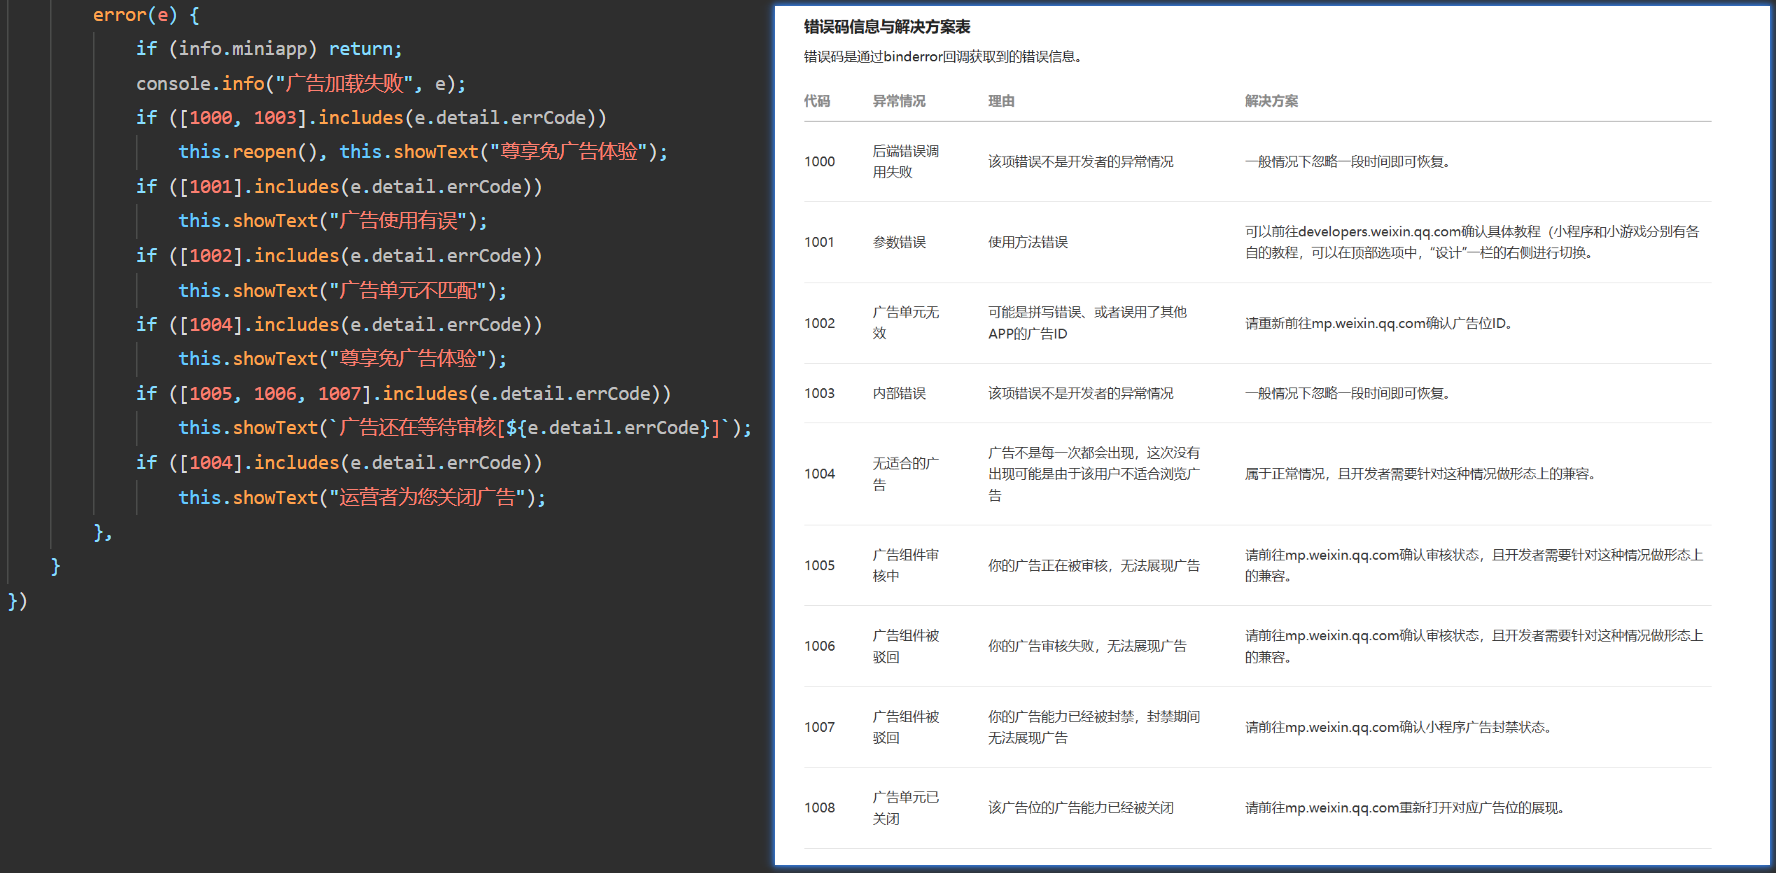 error(e) {
if (info.miniapp) return;
console.info("广告加载失败", e);
if ([1000, 1003].includes(e.detail.errCode))
this.reopen(), this.showText("尊享免广告体验");
if ([1001].includes(e.detail.errCode))
this.showText("广告使用有误");
if ([1002].includes(e.detail.errCode))
this.showText("广告单元不匹配");
if ([1004].includes(e.detail.errCode))
this.showText("尊享免广告体验");
if ([1005, 1006, 1007].includes(e.detail.errCode))
this.showText(`广告还在等待审核[${e.detail.errCode}]`);
if ([1004].includes(e.detail.errCode))
this.showText("运营者为您关闭广告");
},
}
})
错误码信息与解决方案表
错误码是通过binderror回调获取到的错误信息。
代码 异常情况 理由 解决方案
1000 后端错误调用失败 该项错误不是开发者的异常情况 一般情况下忽略一段时间即可恢复。
1001 参数错误 使用方法错误 可以前往developers.weixin.qq.com确认具体教程（小程序和小游戏分别有各
自的教程，可以在顶部选项中，“设计”一栏的右侧进行切换。
1002 广告单元无效 可能是拼写错误、或者误用了其他
APP的广告ID 请重新前往mp.weixin.qq.com确认广告位ID。
1003 内部错误 该项错误不是开发者的异常情况 一般情况下忽略一段时间即可恢复。
1004 无适合的广告 广告不是每一次都会出现，这次没有
出现可能是由于该用户不适合浏览广
告 属于正常情况，且开发者需要针对这种情况做形态上的兼容。
1005 广告组件审核中 你的广告正在被审核，无法展现广告 请前往mp.weixin.qq.com确认审核状态，且开发者需要针对这种情况做形态上
的兼容。
1006 广告组件被驳回 你的广告审核失败，无法展现广告 请前往mp.weixin.qq.com确认审核状态，且开发者需要针对这种情况做形态上
的兼容。
1007 广告组件被驳回 你的广告能力已经被封禁，封禁期间
无法展现广告 请前往mp.weixin.qq.com确认小程序广告封禁状态。
1008 广告单元已关闭 该广告位的广告能力已经被关闭 请前往mp.weixin.qq.com重新打开对应广告位的展现。